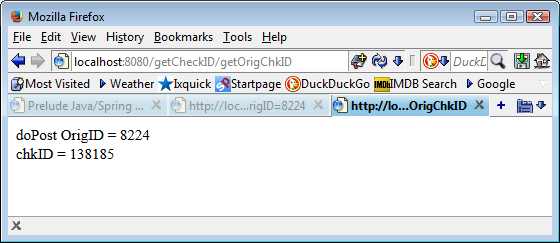 Mozilla Firefox
File Edit View History Bookmarks Tools Help
localhost:8080/getCheckID/getOrigChkID DuckD
Most Visited Weather Ixquick Startpage DuckDuckGo IMDb IMDB Search Google
Prelude Java/Spring ... http://loc...rigID=8224 http://lo...OrigChkID
doPost OrigID = 8224
chkID = 138185